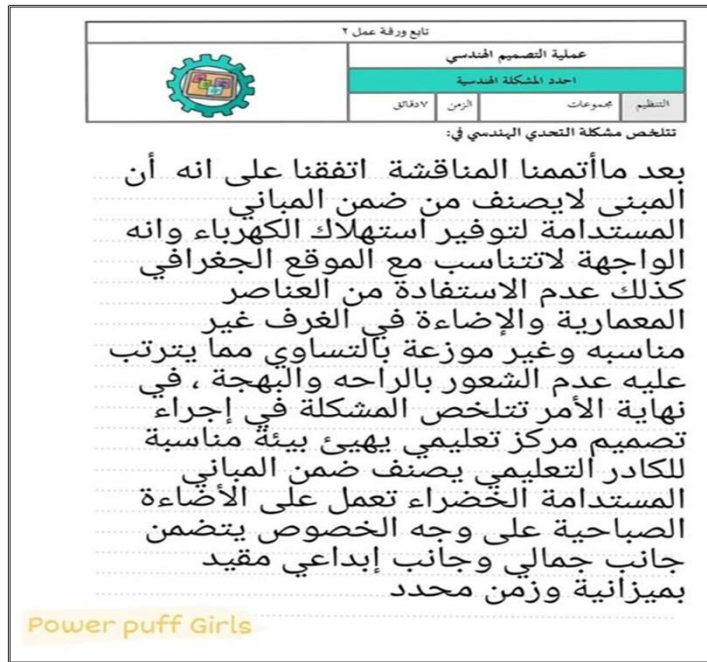 تابع ورقة عمل ٢
عملية التصميم الهندسي
احدد المشكلة الهندسية
التنظيم مجموعات الزمن ٧دقائق
تتلخص مشكلة التحدي الهندسي في:
بعد ماأتممنا المناقشة اتفقنا على انه أن
المبنى لايصنف من ضمن المباني
المستدامة لتوفير استهلاك الكهرباء وانه
الواجهة لاتتناسب مع الموقع الجغرافي
كذلك عدم الاستفادة من العناصر
المعمارية والإضاءة في الغرف غير
مناسبه وغير موزعة بالتساوي مما يترتب
عليه عدم الشعور بالراحه والبهجة ، في
نهاية الأمر تتلخص المشكلة في إجراء
تصميم مركز تعليمي يهيئ بيئة مناسبة
للكادر التعليمي يصنف ضمن المباني
المستدامة الخضراء تعمل على الأضاءة
الصباحية على وجه الخصوص يتضمن
جانب جمالي وجانب إبداعي مقيد
بميزانية وزمن محدد
Power puff Girls